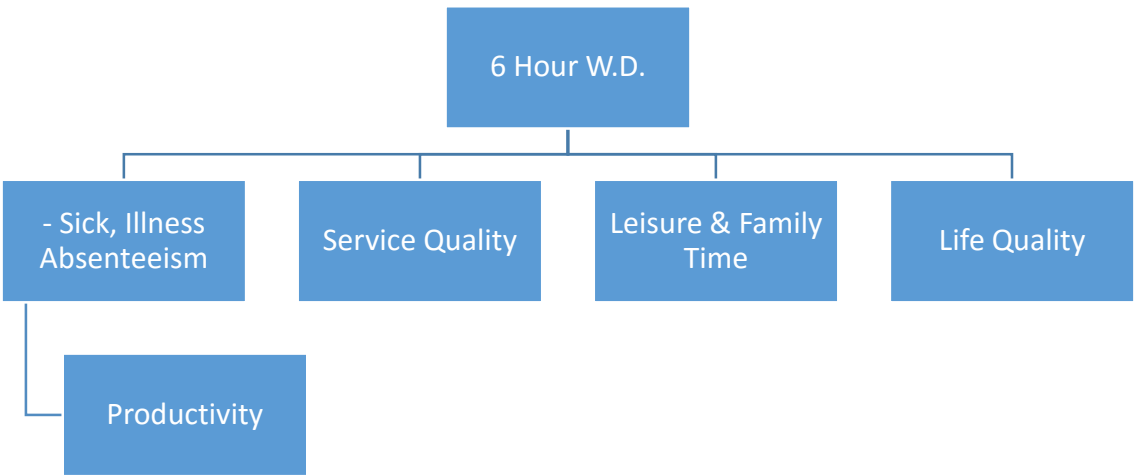 6 Hour W.D.
- Sick, Illness
Absenteeism
Service Quality
Leisure & Family
Time
Life Quality
Productivity